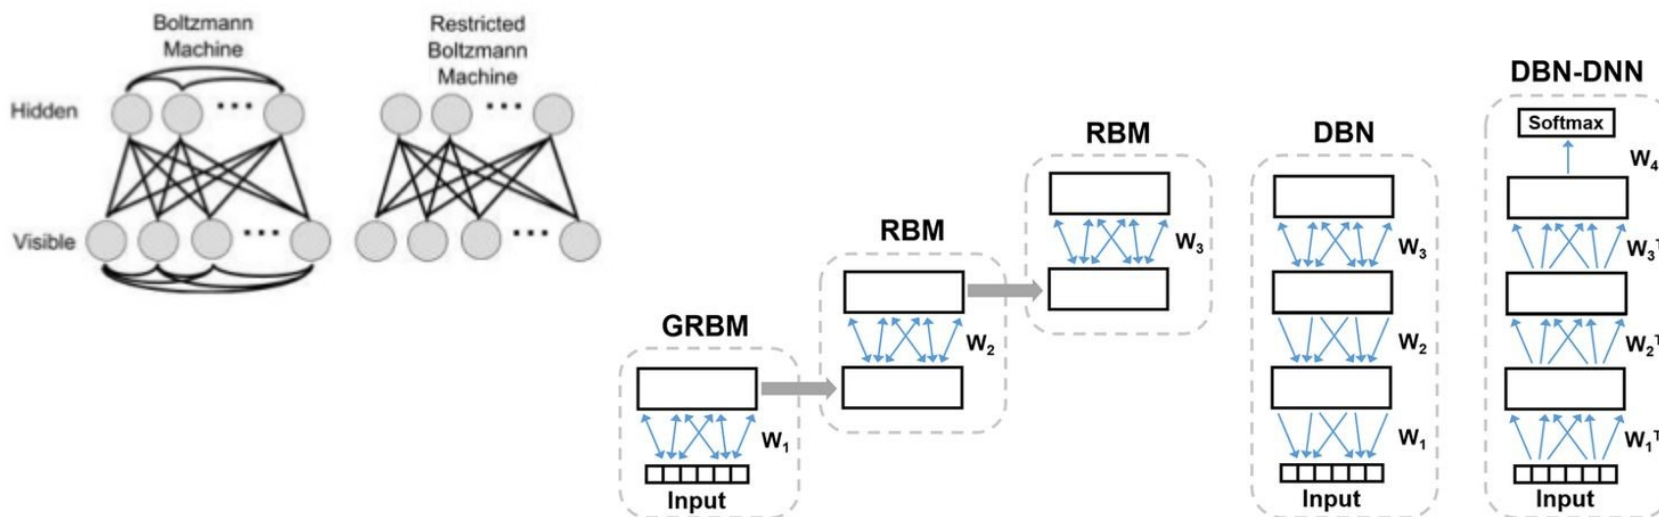 Boltzmann
Machine
Restricted
Boltzmann
Machine
Hidden
Visible
GRBM
W1
Input
RBM
W2
RBM
W3
DBN
W3
W2
W1
Input
DBN-DNN
Softmax
W4
W3T
W2T
W1T
Input